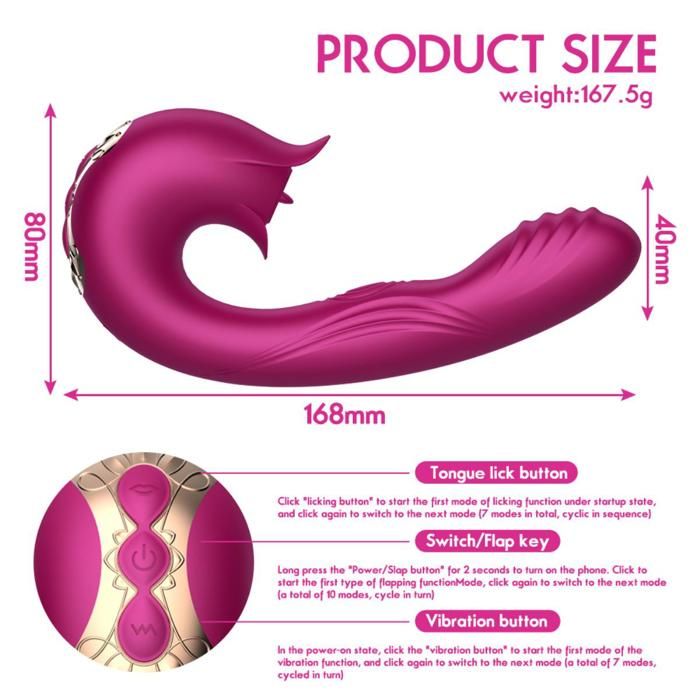 PRODUCT SIZE
weight:167.5g
80mm
40mm
168mm
Tongue lick button
Click "licking button" to start the first mode of licking function under startup state,
and click again to switch to the next mode (7 modes in total, cyclic in sequence)
Switch/Flap key
Long press the "Power/Slap button" for 2 seconds to turn on the phone. Click to
start the first type of flapping functionMode, click again to switch to the next mode
(a total of 10 modes, cycle in turn)
Vibration button
In the power-on state, click the "vibration button" to start the first mode of the
vibration function, and click again to switch to the next mode (a total of 7 modes,
cycled in turn)